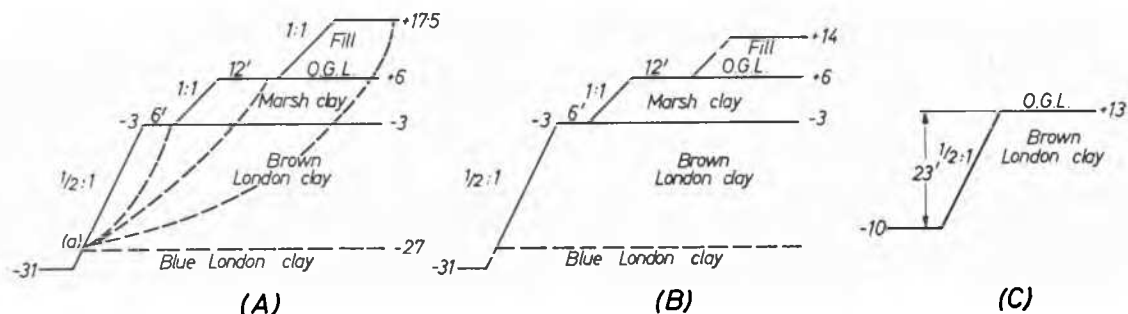 +17·5
1:1
Fill
12'
O.G.L.
+6
1:1
Marsh clay
-3
6'
-3
Brown
London clay
1/2:1
(a)
-27
-31
Blue London clay
(A)
+14
Fill
12'
O.G.L.
+6
1:1
Marsh clay
-3
6'
-3
Brown
London clay
1/2:1
-31
Blue London clay
(B)
O.G.L.
+13
23'
1/2:1
Brown
London clay
-10
(C)